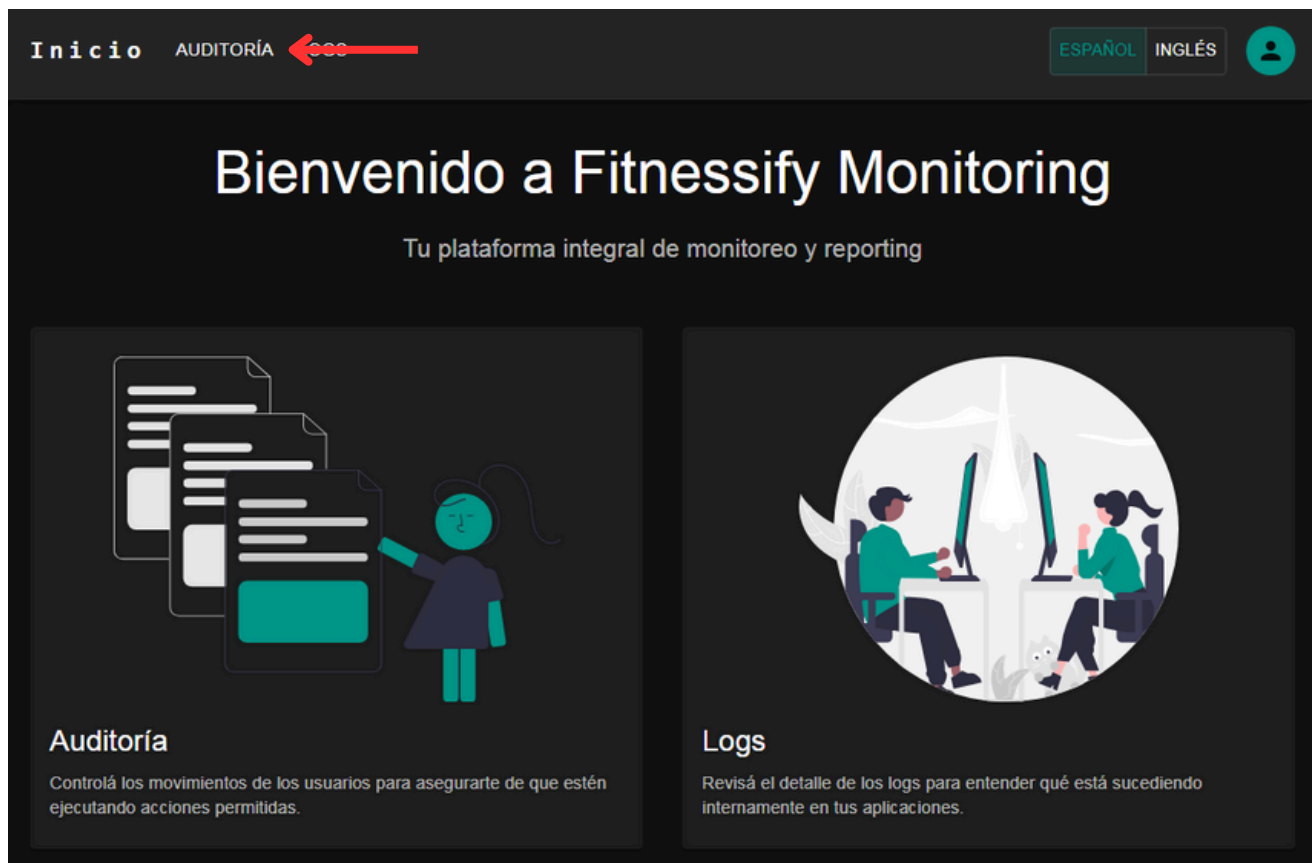 Inicio AUDITORÍA
ESPAÑOL INGLÉS
Bienvenido a Fitnessify Monitoring
Tu plataforma integral de monitoreo y reporting
Auditoría
Controlá los movimientos de los usuarios para asegurarte de que estén
ejecutando acciones permitidas.
Logs
Revisá el detalle de los logs para entender qué está sucediendo
internamente en tus aplicaciones.